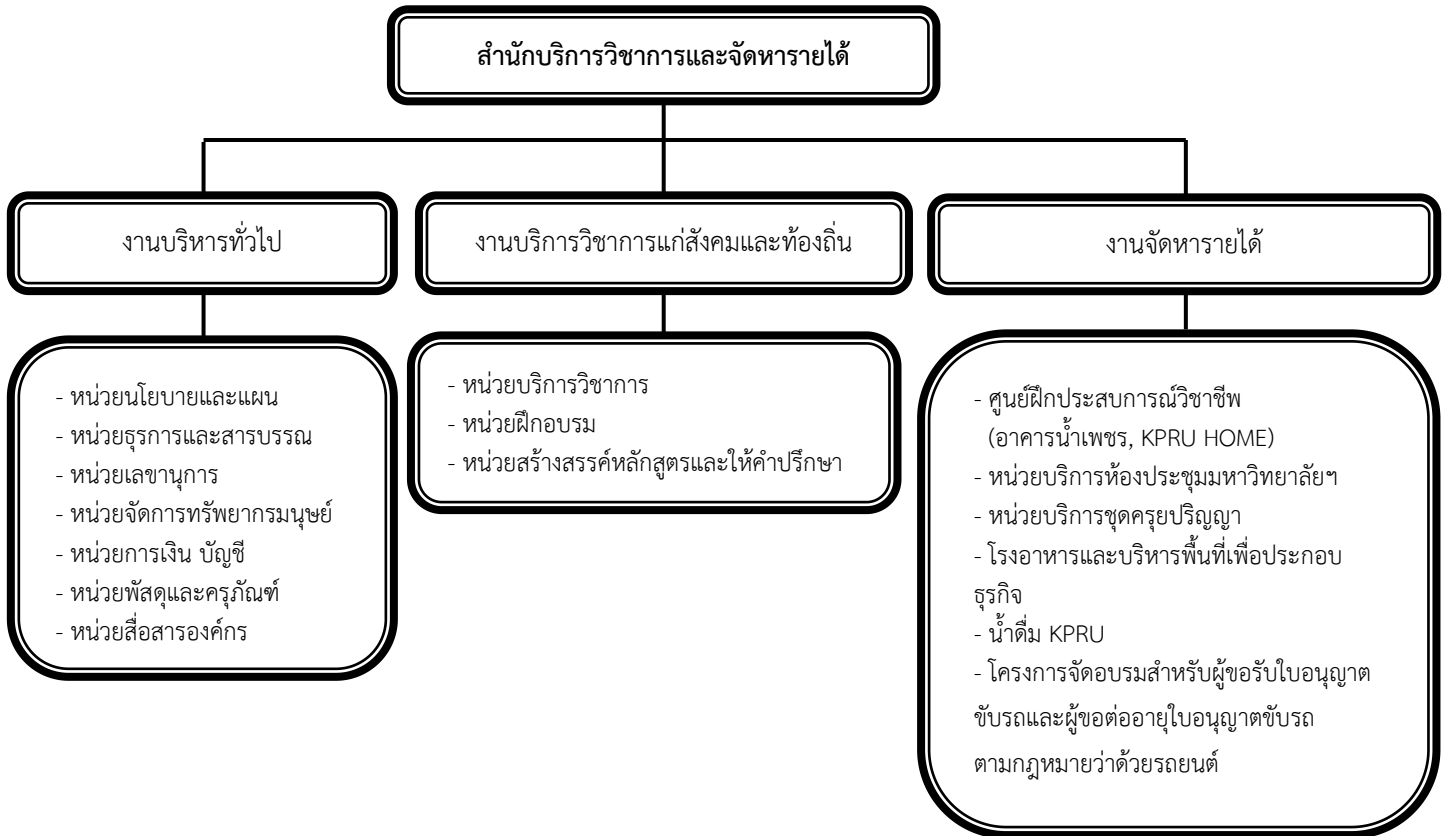 สำนักบริการวิชาการและจัดหารายได้
งานบริหารทั่วไป
งานบริการวิชาการแก่สังคมและท้องถิ่น
งานจัดหารายได้
- หน่วยนโยบายและแผน
- หน่วยธุรการและสารบรรณ
- หน่วยเลขานุการ
- หน่วยจัดการทรัพยากรมนุษย์
- หน่วยการเงิน บัญชี
- หน่วยพัสดุและครุภัณฑ์
- หน่วยสื่อสารองค์กร
- หน่วยบริการวิชาการ
- หน่วยฝึกอบรม
- หน่วยสร้างสรรค์หลักสูตรและให้คำปรึกษา
- ศูนย์ฝึกประสบการณ์วิชาชีพ
(อาคารน้ำเพชร, KPRU HOME)
- หน่วยบริการห้องประชุมมหาวิทยาลัยฯ
- หน่วยบริการชุดครุยปริญญา
- โรงอาหารและบริหารพื้นที่เพื่อประกอบ
ธุรกิจ
- น้ำดื่ม KPRU
- โครงการจัดอบรมสำหรับผู้ขอรับใบอนุญาต
ขับรถและผู้ขอต่ออายุใบอนุญาตขับรถ
ตามกฎหมายว่าด้วยรถยนต์